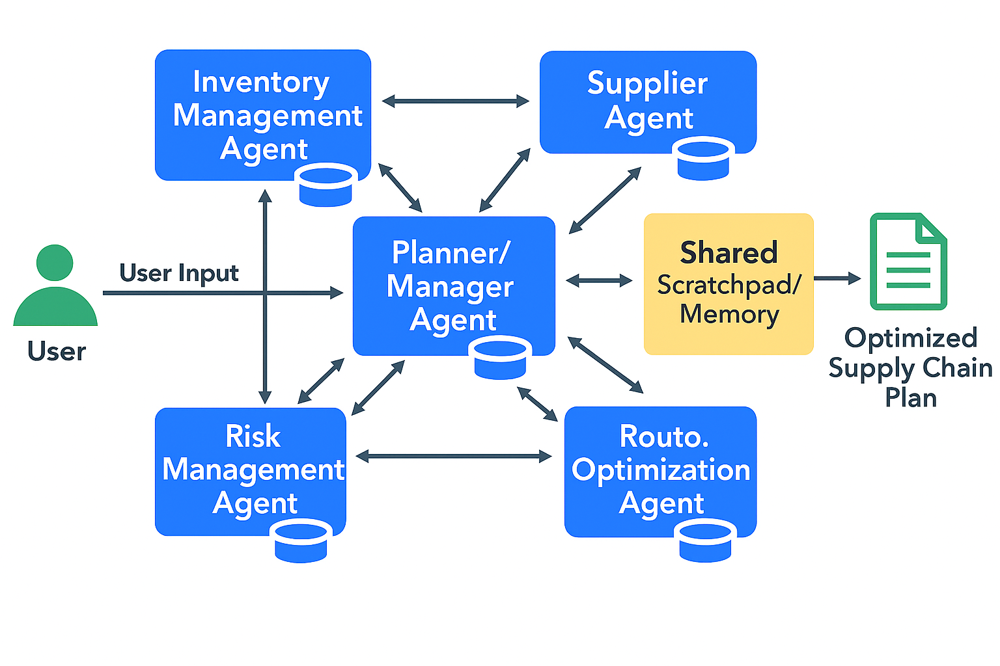 Inventory
Management
Agent
Supplier
Agent
User Input
User
Planner/
Manager
Agent
Shared
Scratchpad/
Memory
Optimized
Supply Chain
Plan
Risk
Management
Agent
Routo.
Optimization
Agent